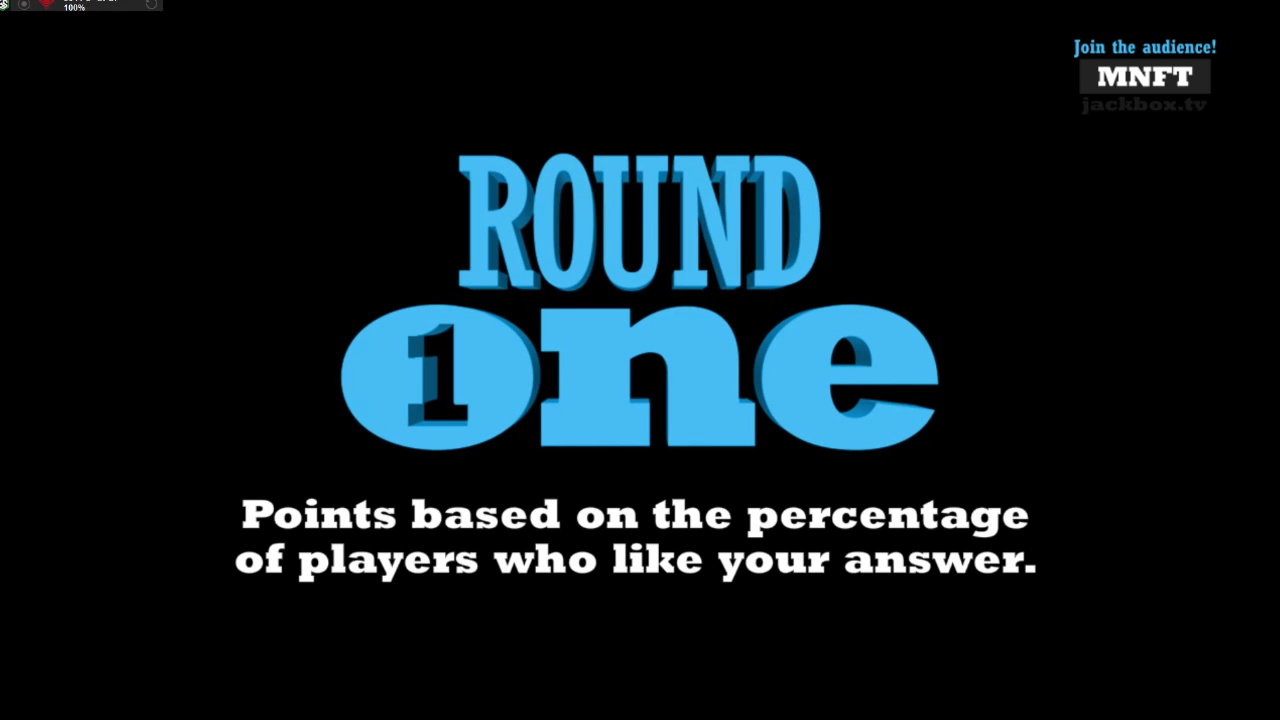 100%
Join the audience!
MNFT
jackbox.tv
ROUND
One
1
Points based on the percentage
of players who like your answer.